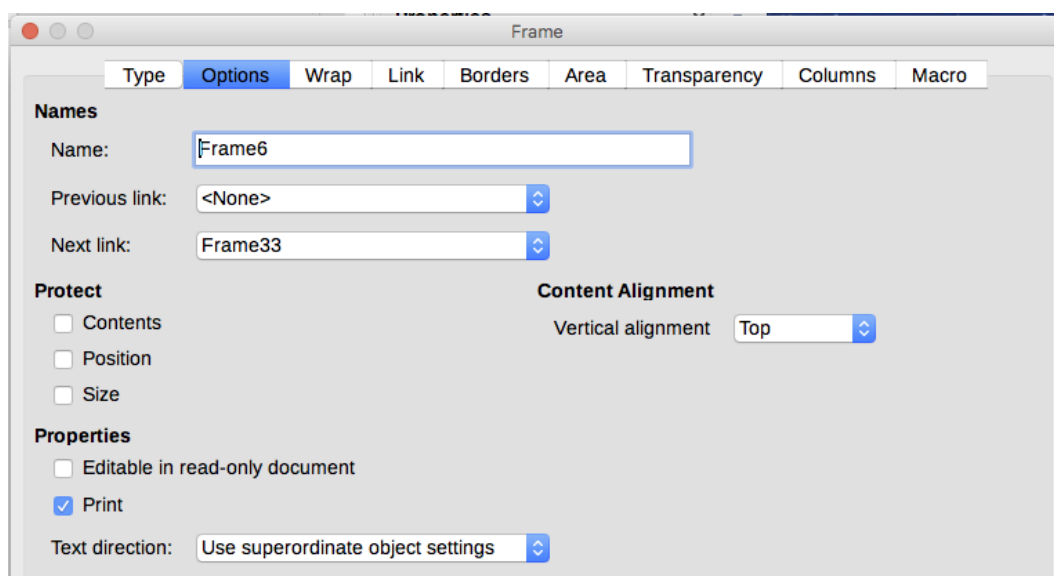 Frame
Type Options Wrap Link Borders Area Transparency Columns Macro
Names
Name: Frame6
Previous link: <None>
Next link: Frame33
Protect Content Alignment
Contents Vertical alignment Top
Position
Size
Properties
Editable in read-only document
Print
Text direction: Use superordinate object settings